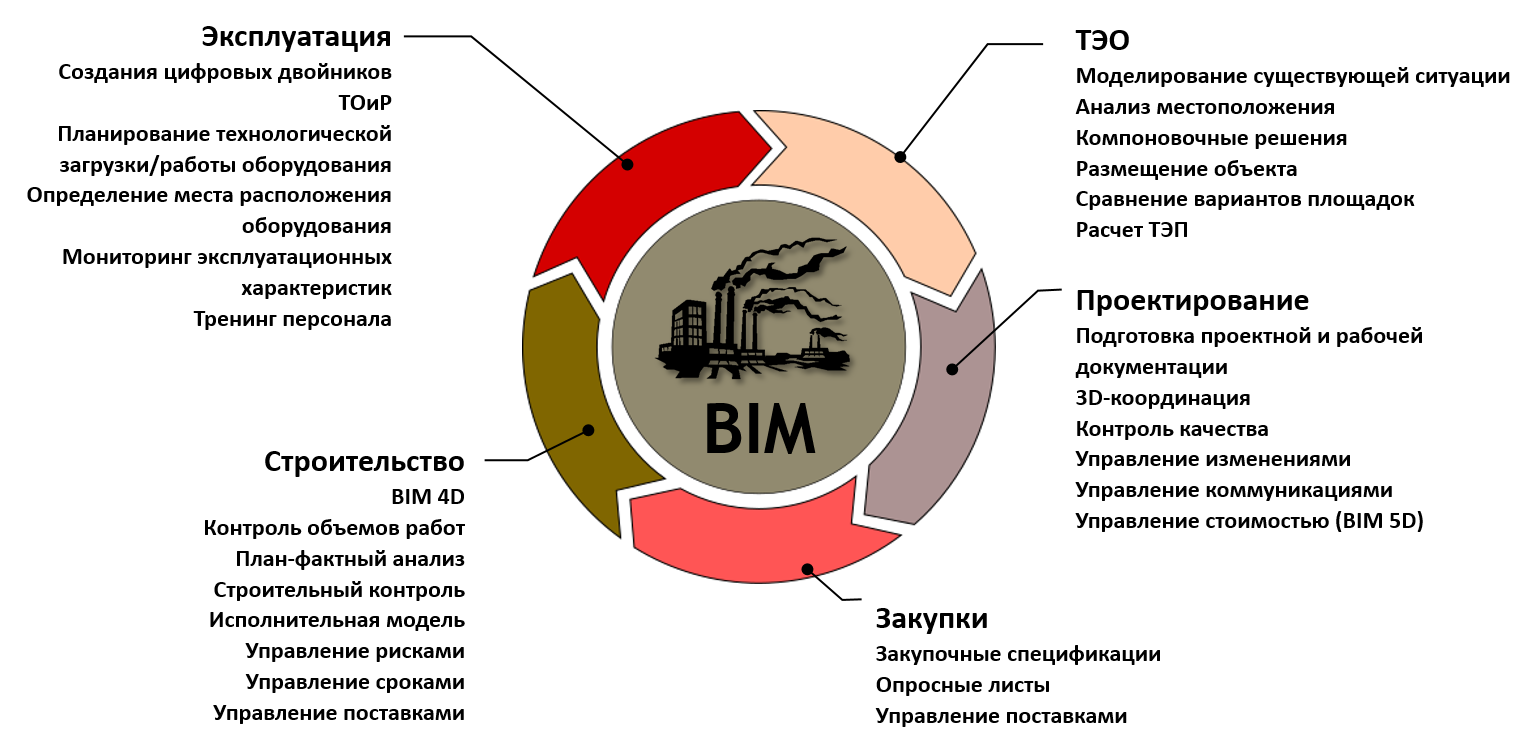 Эксплуатация
Создания цифровых двойников
ТОиР
Планирование технологической
загрузки/работы оборудования
Определение места расположения
оборудования
Мониторинг эксплуатационных
характеристик
Тренинг персонала
ТЭО
Моделирование существующей ситуации
Анализ местоположения
Компоновочные решения
Размещение объекта
Сравнение вариантов площадок
Расчет ТЭП
Проектирование
Подготовка проектной и рабочей
документации
3D-координация
Контроль качества
Управление изменениями
Управление коммуникациями
Управление стоимостью (BIM 5D)
BIM
Строительство
BIM 4D
Контроль объемов работ
План-фактный анализ
Строительный контроль
Исполнительная модель
Управление рисками
Управление сроками
Управление поставками
Закупки
Закупочные спецификации
Опросные листы
Управление поставками